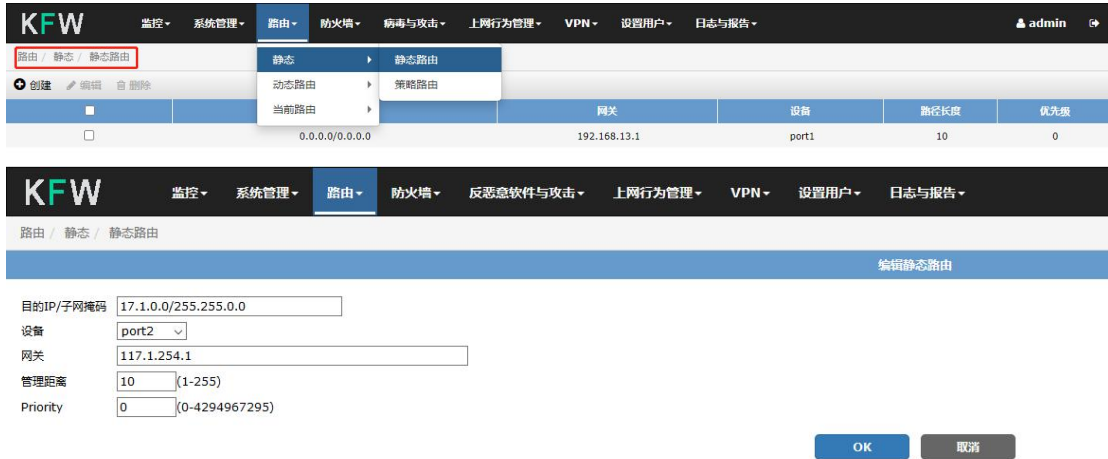 KFW 监控 系统管理 路由 防火墙 病毒与攻击 上网行为管理 VPN 设置用户 日志与报告 admin
路由 / 静态 / 静态路由
静态 静态路由
创建 编辑 删除
动态路由 策略路由
当前路由
网关 设备 路径长度 优先级
0.0.0.0/0.0.0.0 192.168.13.1 port1 10 0
KFW 监控 系统管理 路由 防火墙 反恶意软件与攻击 上网行为管理 VPN 设置用户 日志与报告
路由 / 静态 / 静态路由
编辑静态路由
目的IP/子网掩码 17.1.0.0/255.255.0.0
设备 port2
网关 117.1.254.1
管理距离 10 (1-255)
Priority 0 (0-4294967295)
OK 取消